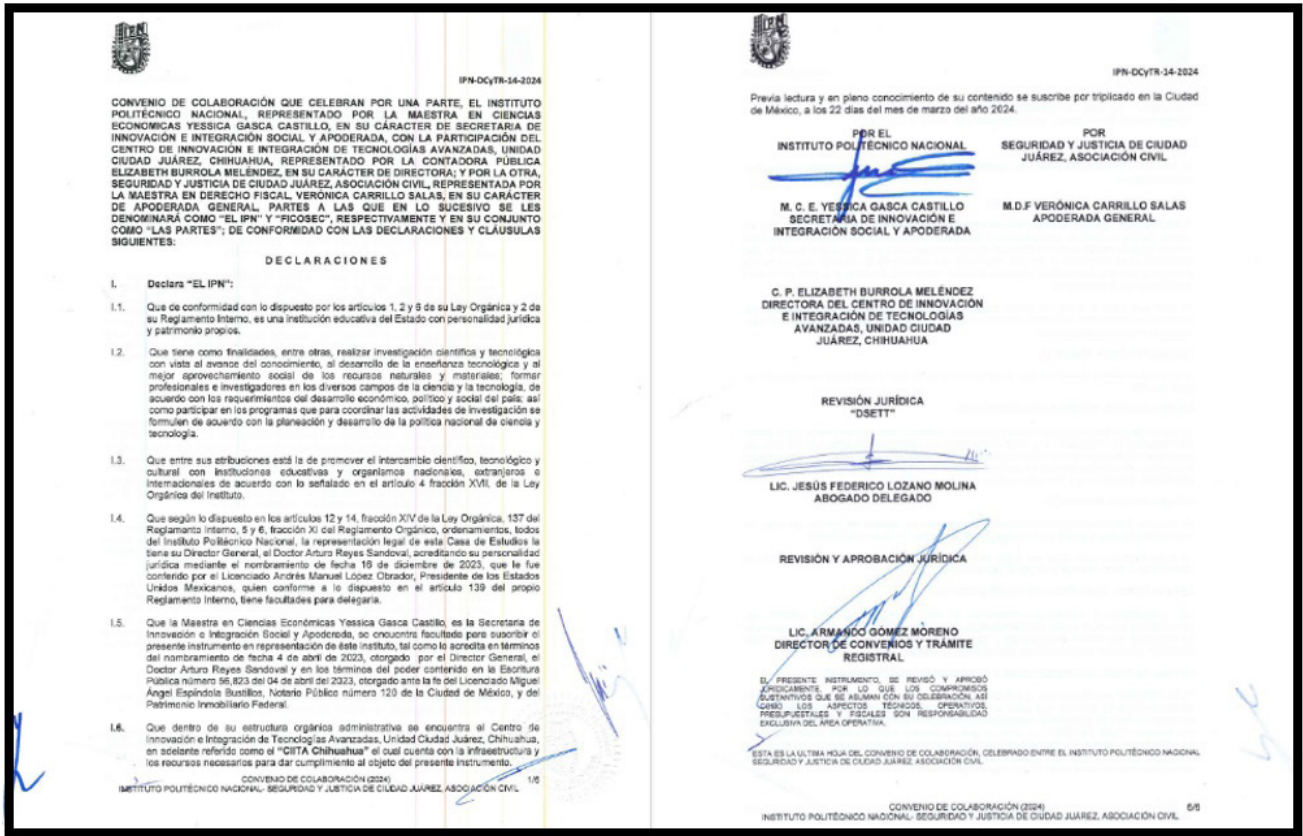 IPN
IPN-DCyTR-14-2024
CONVENIO DE COLABORACIÓN QUE CELEBRAN POR UNA PARTE, EL INSTITUTO
POLITÉCNICO NACIONAL, REPRESENTADO POR LA MAESTRA EN CIENCIAS
ECONOMICAS YESSICA GASCA CASTILLO, EN SU CÁRACTER DE SECRETARIA DE
INNOVACIÓN E INTEGRACIÓN SOCIAL Y APODERADA, CON LA PARTICIPACIÓN DEL
CENTRO DE INNOVACIÓN E INTEGRACIÓN DE TECNOLOGÍAS AVANZADAS, UNIDAD
CIUDAD JUÁREZ, CHIHUAHUA, REPRESENTADO POR LA CONTADORA PÚBLICA
ELIZABETH BURROLA MELÉNDEZ, EN SU CARÁCTER DE DIRECTORA; Y POR LA OTRA,
SEGURIDAD Y JUSTICIA DE CIUDAD JUÁREZ, ASOCIACIÓN CIVIL, REPRESENTADA POR
LA MAESTRA EN DERECHO FISCAL, VERÓNICA CARRILLO SALAS, EN SU CARÁCTER
DE APODERADA GENERAL, PARTES A LAS QUE EN LO SUCESIVO SE LES
DENOMINARÁ COMO “EL IPN” Y “FICOSEC”, RESPECTIVAMENTE Y EN SU CONJUNTO
COMO “LAS PARTES”; DE CONFORMIDAD CON LAS DECLARACIONES Y CLÁUSULAS
SIGUIENTES:
DECLARACIONES
I. Declara “EL IPN”:
I.1. Que de conformidad con lo dispuesto por los artículos 1, 2 y 6 de su Ley Orgánica y 2 de
su Reglamento Interno, es una institución educativa del Estado con personalidad jurídica
y patrimonio propios.
I.2. Que tiene como finalidades, entre otras, realizar investigación científica y tecnológica
con vista al avance del conocimiento, al desarrollo de la enseñanza tecnológica y al
mejor aprovechamiento social de los recursos naturales y materiales; formar
profesionales e investigadores en los diversos campos de la ciencia y la tecnología, de
acuerdo con los requerimientos del desarrollo económico, político y social del país; así
como participar en los programas que para coordinar las actividades de investigación se
formulen de acuerdo con la planeación y desarrollo de la política nacional de ciencia y
tecnología.
I.3. Que entre sus atribuciones está la de promover el intercambio científico, tecnológico y
cultural con instituciones educativas y organismos nacionales, extranjeros e
internacionales de acuerdo con lo señalado en el artículo 4 fracción XVII, de la Ley
Orgánica del Instituto.
I.4. Que según lo dispuesto en los artículos 12 y 14, fracción XIV de la Ley Orgánica, 137 del
Reglamento Interno, 5 y 6, fracción XI del Reglamento Orgánico, ordenamientos, todos
del Instituto Politécnico Nacional, la representación legal de esta Casa de Estudios la
tiene su Director General, el Doctor Arturo Reyes Sandoval, acreditando su personalidad
jurídica mediante el nombramiento de fecha 16 de diciembre de 2023, que le fue
conferido por el Licenciado Andrés Manuel López Obrador, Presidente de los Estados
Unidos Mexicanos, quien conforme a lo dispuesto en el artículo 139 del propio
Reglamento Interno, tiene facultades para delegarla.
I.5. Que la Maestra en Ciencias Económicas Yessica Gasca Castillo, es la Secretaria de
Innovación e Integración Social y Apoderada, se encuentra facultada para suscribir el
presente instrumento en representación de éste Instituto, tal como lo acredita en términos
del nombramiento de fecha 4 de abril de 2023, otorgado por el Director General, el
Doctor Arturo Reyes Sandoval y en los términos del poder contenido en la Escritura
Pública número 56,823 del 04 de abril del 2023, otorgado ante la fe del Licenciado Miguel
Ángel Espíndola Bustillos, Notario Público número 120 de la Ciudad de México, y del
Patrimonio Inmobiliario Federal.
I.6. Que dentro de su estructura orgánica administrativa se encuentra el Centro de
Innovación e Integración de Tecnologías Avanzadas, Unidad Ciudad Juárez, Chihuahua,
en adelante referido como el “CIITA Chihuahua” el cual cuenta con la infraestructura y
los recursos necesarios para dar cumplimiento al objeto del presente instrumento.
CONVENIO DE COLABORACIÓN (2024) 1/6
INSTITUTO POLITÉCNICO NACIONAL- SEGURIDAD Y JUSTICIA DE CIUDAD JUÁREZ, ASOCIACIÓN CIVIL
IPN
IPN-DCyTR-14-2024
Previa lectura y en pleno conocimiento de su contenido se suscribe por triplicado en la Ciudad
de México, a los 22 días del mes de marzo del año 2024.
POR EL
INSTITUTO POLITÉCNICO NACIONAL
M. C. E. YESSICA GASCA CASTILLO
SECRETARIA DE INNOVACIÓN E
INTEGRACIÓN SOCIAL Y APODERADA
POR
SEGURIDAD Y JUSTICIA DE CIUDAD
JUÁREZ, ASOCIACIÓN CIVIL
M.D.F VERÓNICA CARRILLO SALAS
APODERADA GENERAL
C. P. ELIZABETH BURROLA MELÉNDEZ
DIRECTORA DEL CENTRO DE INNOVACIÓN
E INTEGRACIÓN DE TECNOLOGÍAS
AVANZADAS, UNIDAD CIUDAD
JUÁREZ, CHIHUAHUA
REVISIÓN JURÍDICA
“DSETT”
LIC. JESÚS FEDERICO LOZANO MOLINA
ABOGADO DELEGADO
REVISIÓN Y APROBACIÓN JURÍDICA
LIC. ARMANDO GÓMEZ MORENO
DIRECTOR DE CONVENIOS Y TRÁMITE
REGISTRAL
EL PRESENTE INSTRUMENTO, SE REVISÓ Y APROBÓ
JURÍDICAMENTE, POR LO QUE LOS COMPROMISOS
SUSTANTIVOS QUE SE ASUMAN CON SU CELEBRACIÓN, ASÍ
COMO LOS ASPECTOS TÉCNICOS, OPERATIVOS,
PRESUPUESTALES Y FISCALES SON RESPONSABILIDAD
EXCLUSIVA DEL ÁREA OPERATIVA.
ESTA ES LA ULTIMA HOJA DEL CONVENIO DE COLABORACIÓN, CELEBRADO ENTRE EL INSTITUTO POLITÉCNICO NACIONAL
SEGURIDAD Y JUSTICIA DE CIUDAD JUÁREZ, ASOCIACIÓN CIVIL
CONVENIO DE COLABORACIÓN (2024) 6/6
INSTITUTO POLITÉCNICO NACIONAL- SEGURIDAD Y JUSTICIA DE CIUDAD JUÁREZ, ASOCIACIÓN CIVIL